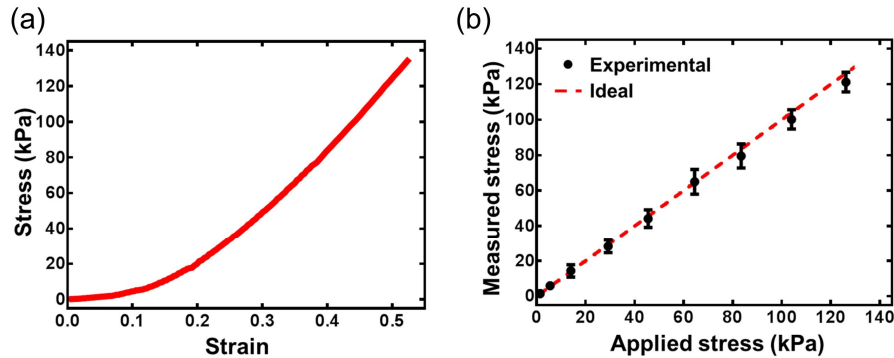 (a)
140
120
100
80
60
40
20
0
Stress (kPa)
0.0 0.1 0.2 0.3 0.4 0.5
Strain
(b)
140
120
100
80
60
40
20
0
Measured stress (kPa)
Experimental
Ideal
0 20 40 60 80 100 120 140
Applied stress (kPa)